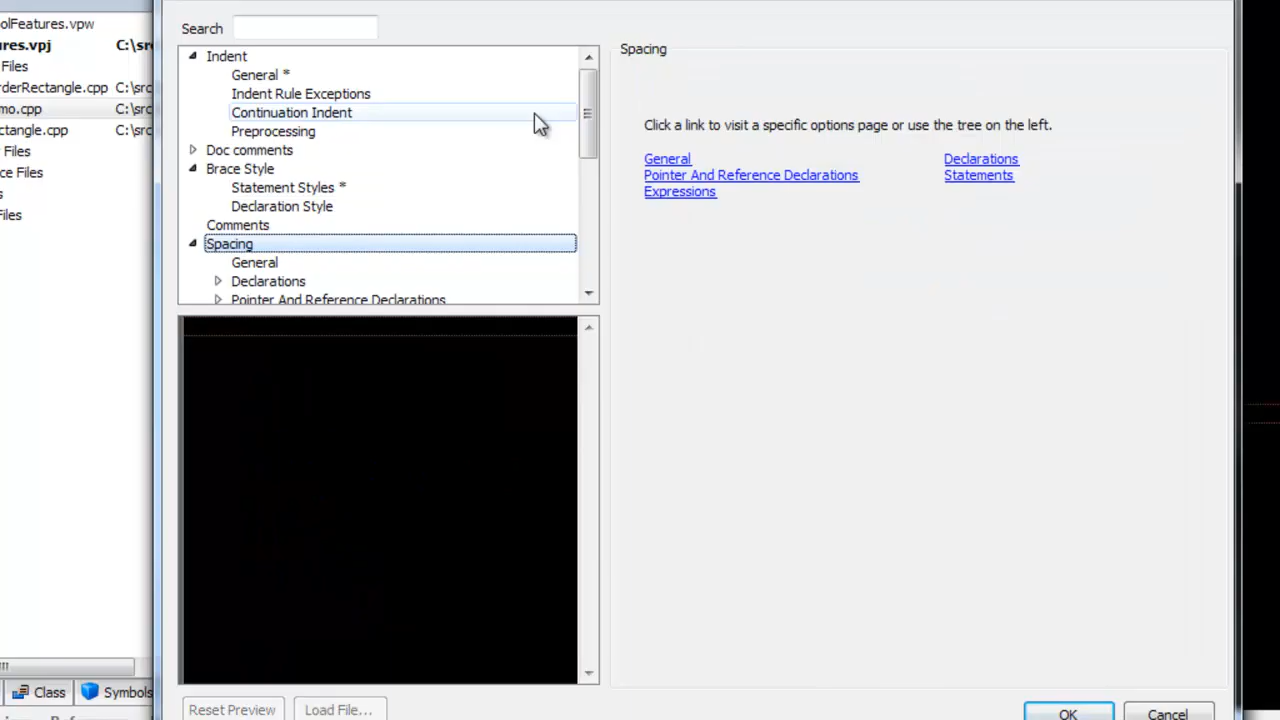 olFeatures.vpw
ures.vpj C:\src
Files
rderRectangle.cpp C:\src
mo.cpp C:\src
ctangle.cpp C:\src
Files
ce Files
s
Files
Class
Symbols
Search
Indent
General *
Indent Rule Exceptions
Continuation Indent
Preprocessing
Doc comments
Brace Style
Statement Styles *
Declaration Style
Comments
Spacing
General
Declarations
Pointer And Reference Declarations
Reset Preview
Load File...
Spacing
Click a link to visit a specific options page or use the tree on the left.
General Declarations
Pointer And Reference Declarations Statements
Expressions
OK
Cancel